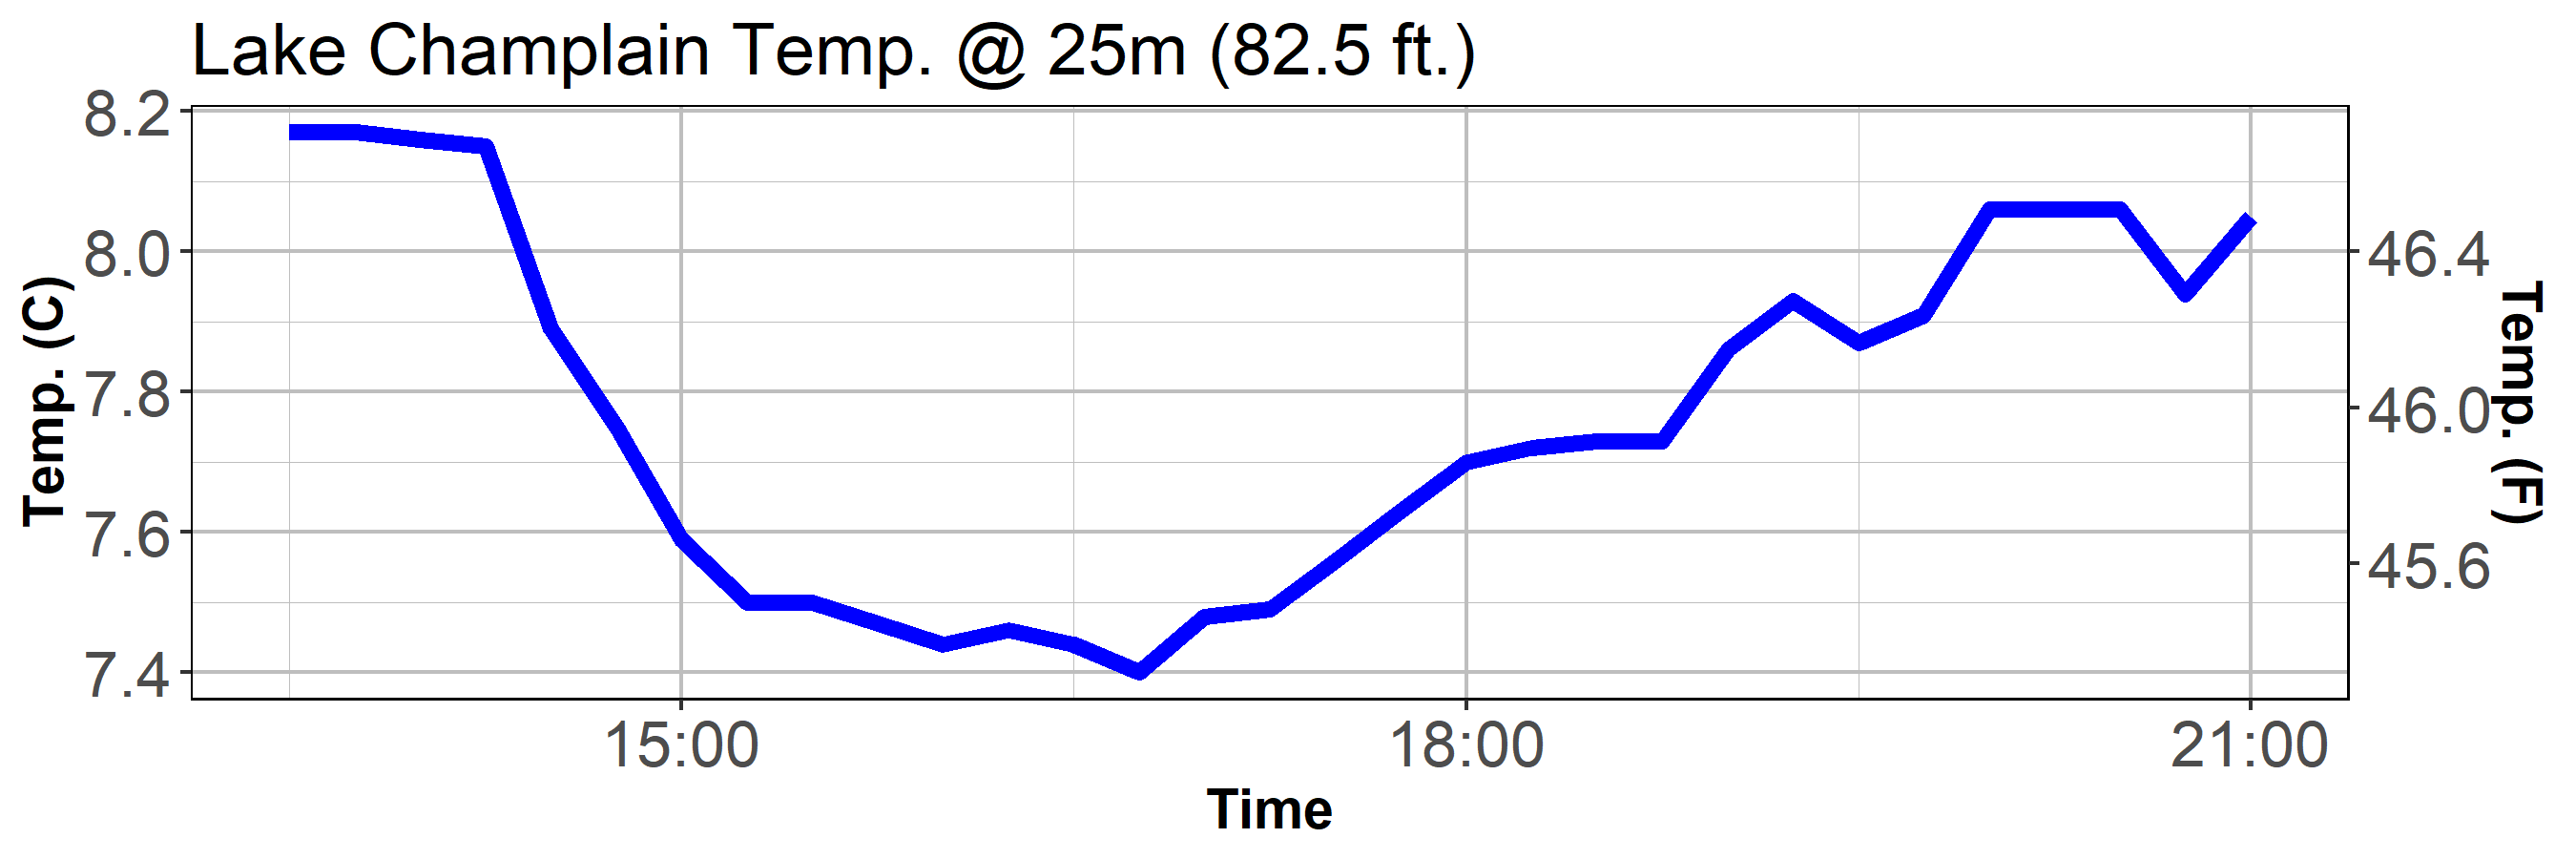 Lake Champlain Temp. @ 25m (82.5 ft.)
8.2
8.0
7.8
7.6
7.4
Temp. (C)
46.4
46.0
45.6
Temp. (F)
15:00
18:00
21:00
Time